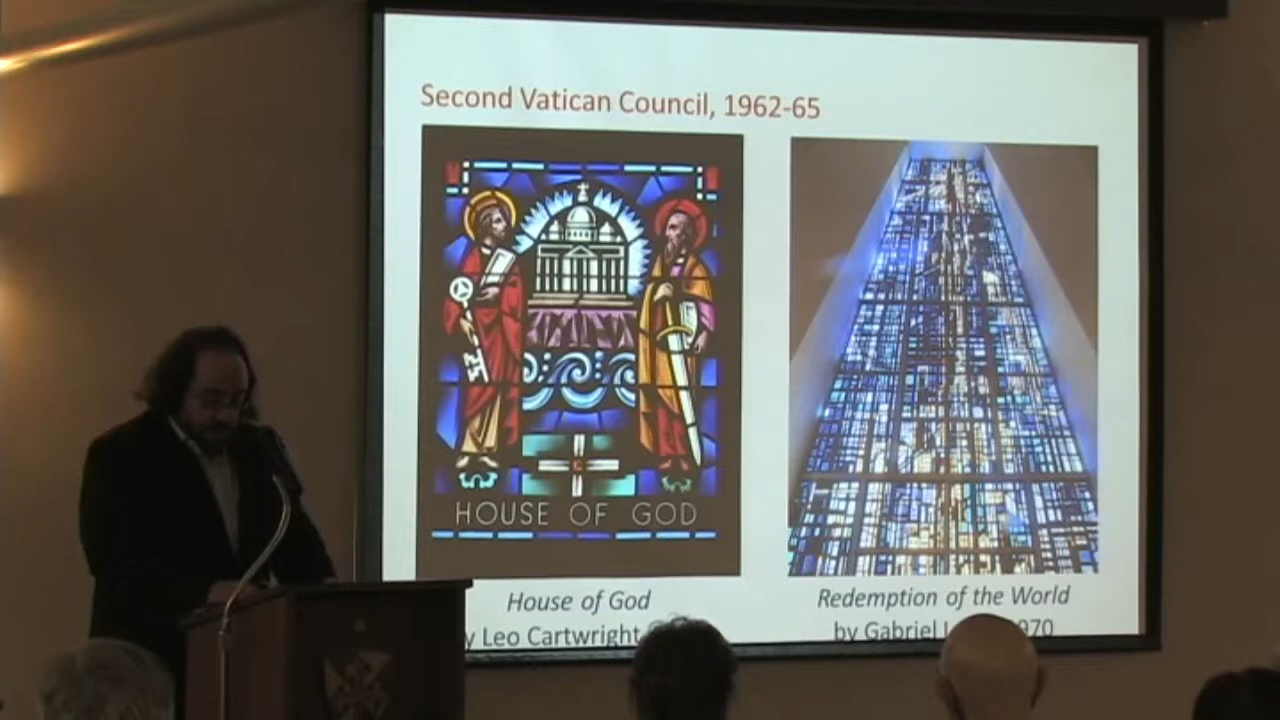 Second Vatican Council, 1962-65
HOUSE OF GOD
House of God
Leo Cartwright
Redemption of the World
by Gabriel